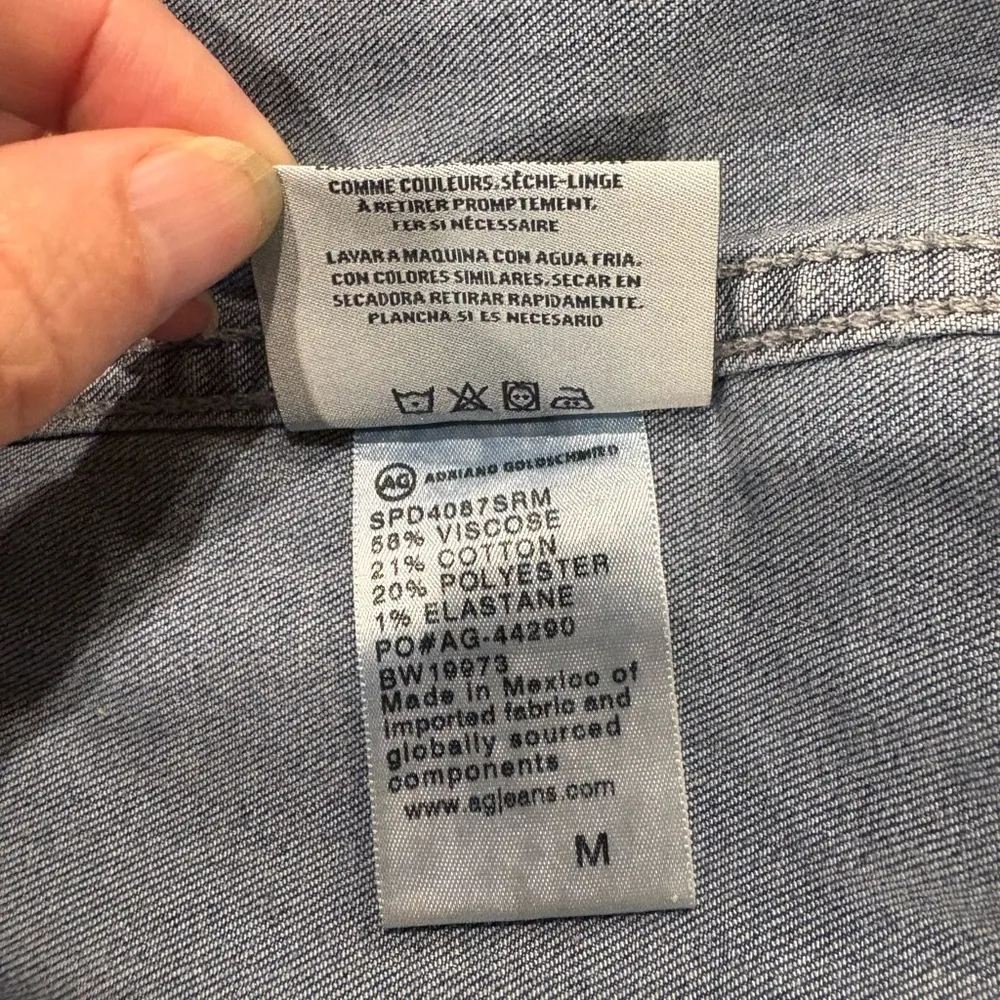 COMME COULEURS. SÈCHE-LINGE
À RETIRER PROMPTEMENT.
FER SI NÉCESSAIRE
LAVAR A MAQUINA CON AGUA FRIA.
CON COLORES SIMILARES. SECAR EN
SECADORA RETIRAR RAPIDAMENTE.
PLANCHA SI ES NECESARIO
AG ADRIANO GOLDSCHMIED
SPD4087SRM
58% VISCOSE
21% COTTON
20% POLYESTER
1% ELASTANE
PO#AG-44290
BW19973
Made in Mexico of
imported fabric and
globally sourced
components
www.agjeans.com
M